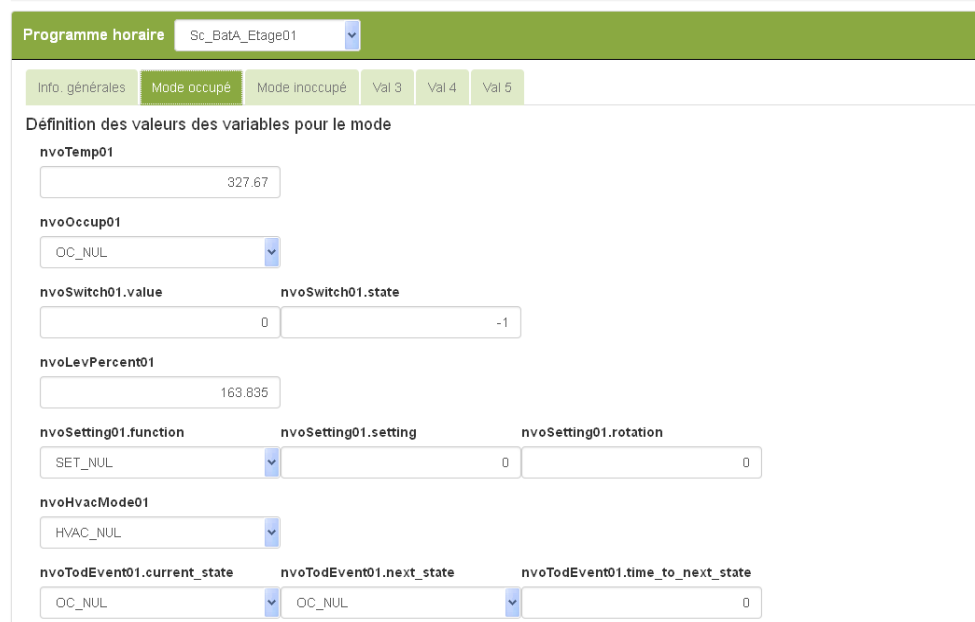 Programme horaire Sc_BatA_Etage01
Info. générales Mode occupé Mode inoccupé Val 3 Val 4 Val 5
Définition des valeurs des variables pour le mode
nvoTemp01
327.67
nvoOccup01
OC_NUL
nvoSwitch01.value nvoSwitch01.state
0 -1
nvoLevPercent01
163.835
nvoSetting01.function nvoSetting01.setting nvoSetting01.rotation
SET_NUL 0 0
nvoHvacMode01
HVAC_NUL
nvoTodEvent01.current_state nvoTodEvent01.next_state nvoTodEvent01.time_to_next_state
OC_NUL OC_NUL 0